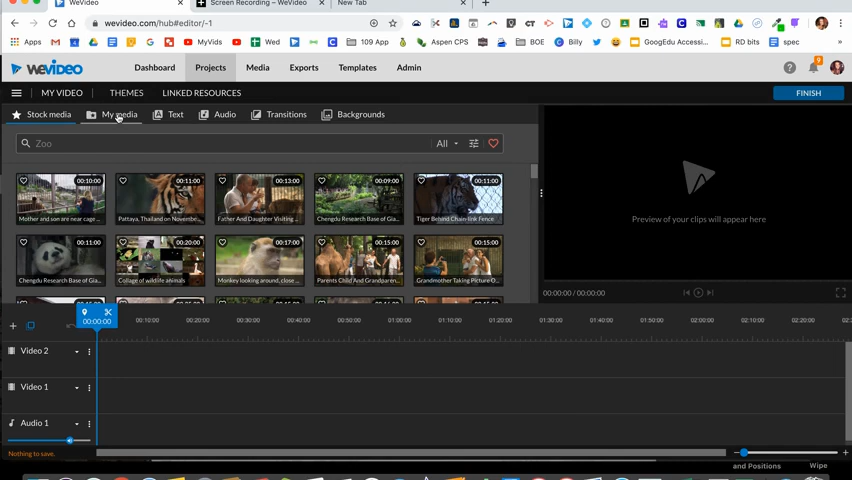 WeVideo
Screen Recording – WeVideo
New Tab
wevideo.com/hub#editor/-1
Apps
MyVids
Wed
109 App
Aspen CPS
BOE
Billy
GoogEdu Accessi...
RD bits
spec
WEVIDEO
Dashboard
Projects
Media
Exports
Templates
Admin
9
MY VIDEO
THEMES
LINKED RESOURCES
FINISH
Stock media
My media
Text
Audio
Transitions
Backgrounds
Zoo
All
00:10:00
00:11:00
00:13:00
00:09:00
00:11:00
Mother and son are near cage ...
Pattaya, Thailand on Novembe...
Father And Daughter Visiting ...
Chengdu Research Base of Gia...
Tiger Behind Chain-link Fence
00:11:00
00:20:00
00:17:00
00:15:00
00:15:00
Chengdu Research Base of Gia...
Collage of wildlife animals
Monkey looking around, close ...
Parents Child And Grandparen...
Grandmother Taking Picture O...
Preview of your clips will appear here
00:00:00 / 00:00:00
00:00:00
00:10:00
00:20:00
00:30:00
00:40:00
00:50:00
01:00:00
01:10:00
01:20:00
01:30:00
01:40:00
01:50:00
02:00:00
02:10:00
02:
Video 2
Video 1
Audio 1
Nothing to save.
and Positions
Wipe